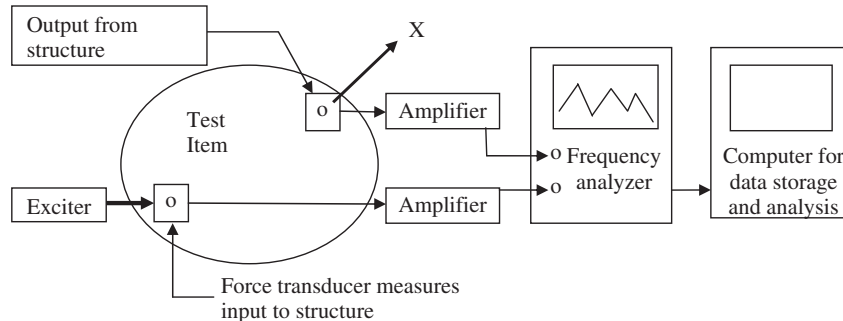 Output from
structure
X
o
Test
Item
Amplifier
o
Frequency
analyzer
Computer for
data storage
and analysis
Exciter
o
Amplifier
o
Force transducer measures
input to structure